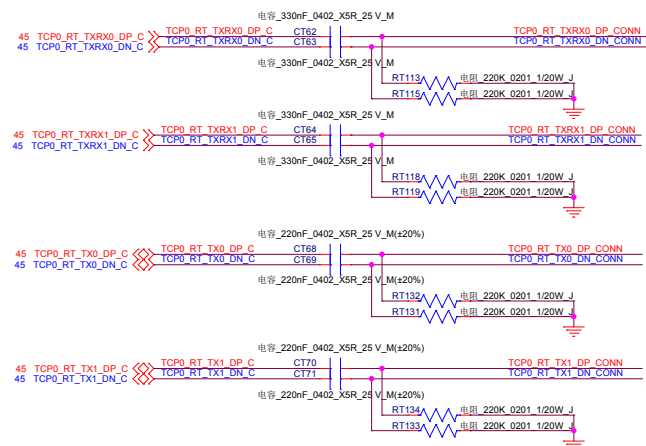 电容_330nF_0402_X5R_25 V_M
45 TCP0_RT_TXRX0_DP_C TCP0_RT_TXRX0_DP_C CT62 TCP0_RT_TXRX0_DP_CONN
45 TCP0_RT_TXRX0_DN_C TCP0_RT_TXRX0_DN_C CT63 TCP0_RT_TXRX0_DN_CONN
电容_330nF_0402_X5R_25 V_M
RT113 电阻_220K_0201_1/20W_J
RT115 电阻_220K_0201_1/20W_J
电容_330nF_0402_X5R_25 V_M
45 TCP0_RT_TXRX1_DP_C TCP0_RT_TXRX1_DP_C CT64 TCP0_RT_TXRX1_DP_CONN
45 TCP0_RT_TXRX1_DN_C TCP0_RT_TXRX1_DN_C CT65 TCP0_RT_TXRX1_DN_CONN
电容_330nF_0402_X5R_25 V_M
RT118 电阻_220K_0201_1/20W_J
RT119 电阻_220K_0201_1/20W_J
电容_220nF_0402_X5R_25 V_M(±20%)
45 TCP0_RT_TX0_DP_C TCP0_RT_TX0_DP_C CT68 TCP0_RT_TX0_DP_CONN
45 TCP0_RT_TX0_DN_C TCP0_RT_TX0_DN_C CT69 TCP0_RT_TX0_DN_CONN
电容_220nF_0402_X5R_25 V_M(±20%)
RT132 电阻_220K_0201_1/20W_J
RT131 电阻_220K_0201_1/20W_J
电容_220nF_0402_X5R_25 V_M(±20%)
45 TCP0_RT_TX1_DP_C TCP0_RT_TX1_DP_C CT70 TCP0_RT_TX1_DP_CONN
45 TCP0_RT_TX1_DN_C TCP0_RT_TX1_DN_C CT71 TCP0_RT_TX1_DN_CONN
电容_220nF_0402_X5R_25 V_M(±20%)
RT134 电阻_220K_0201_1/20W_J
RT133 电阻_220K_0201_1/20W_J